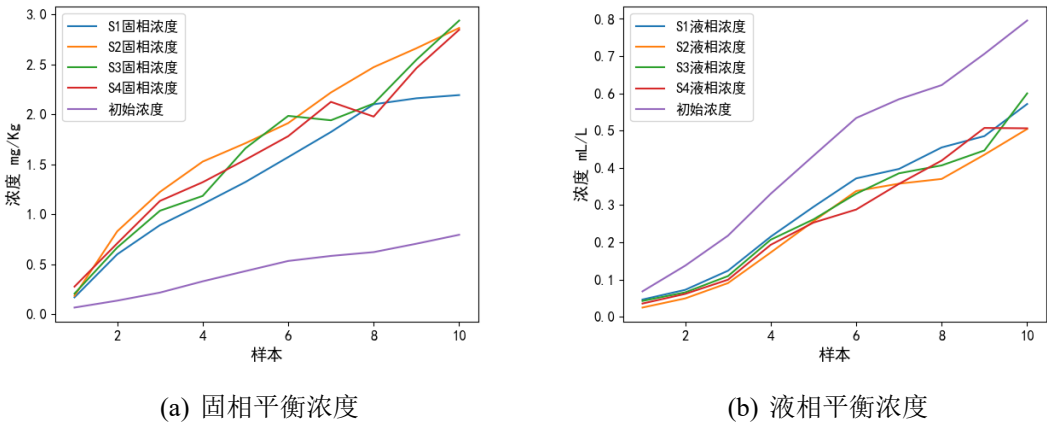 3.0
2.5
2.0
1.5
1.0
0.5
0.0
浓度 mg/Kg
S1固相浓度
S2固相浓度
S3固相浓度
S4固相浓度
初始浓度
2 4 6 8 10
样本
(a) 固相平衡浓度
0.8
0.7
0.6
0.5
0.4
0.3
0.2
0.1
0.0
浓度 mL/L
S1液相浓度
S2液相浓度
S3液相浓度
S4液相浓度
初始浓度
2 4 6 8 10
样本
(b) 液相平衡浓度